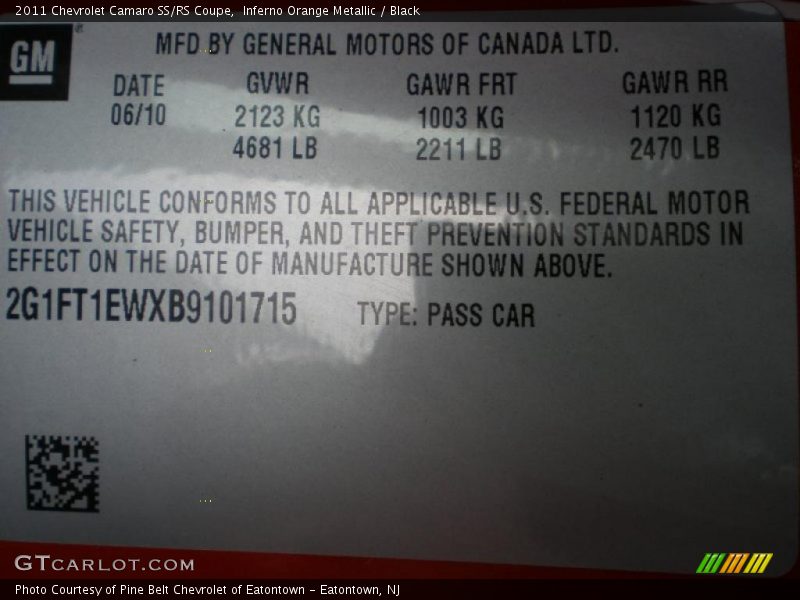 2011 Chevrolet Camaro SS/RS Coupe,  Inferno Orange Metallic / Black
GM ®
MFD BY GENERAL MOTORS OF CANADA LTD.
DATE GVWR GAWR FRT GAWR RR
06/10 2123 KG 1003 KG 1120 KG
4681 LB 2211 LB 2470 LB
THIS VEHICLE CONFORMS TO ALL APPLICABLE U.S. FEDERAL MOTOR
VEHICLE SAFETY, BUMPER, AND THEFT PREVENTION STANDARDS IN
EFFECT ON THE DATE OF MANUFACTURE SHOWN ABOVE.
2G1FT1EWXB9101715 TYPE: PASS CAR
GTCARLOT.COM
Photo Courtesy of Pine Belt Chevrolet of Eatontown – Eatontown, NJ